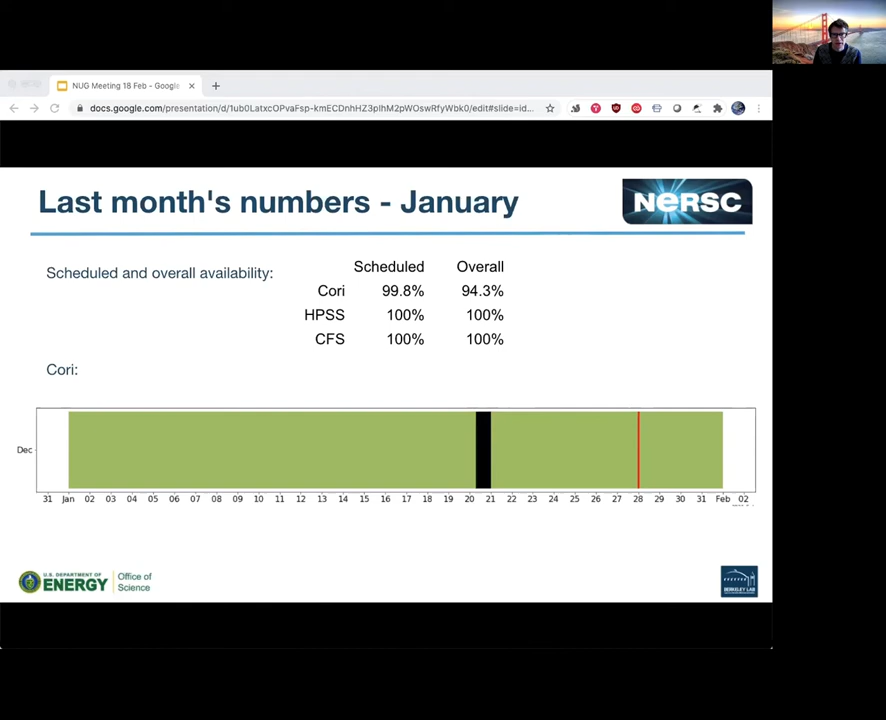 NUG Meeting 18 Feb - Google
docs.google.com/presentation/d/1ub0LatxcOPvaFsp-kmECDnhHZ3plhM2pWOswRfyWbk0/edit#slide=id...
Last month's numbers - January
NERSC
Scheduled and overall availability:
Scheduled Overall
Cori 99.8% 94.3%
HPSS 100% 100%
CFS 100% 100%
Cori:
Dec
31 Jan 02 03 04 05 06 07 08 09 10 11 12 13 14 15 16 17 18 19 20 21 22 23 24 25 26 27 28 29 30 31 Feb 02
U.S. DEPARTMENT OF
ENERGY
Office of
Science
BERKELEY LAB